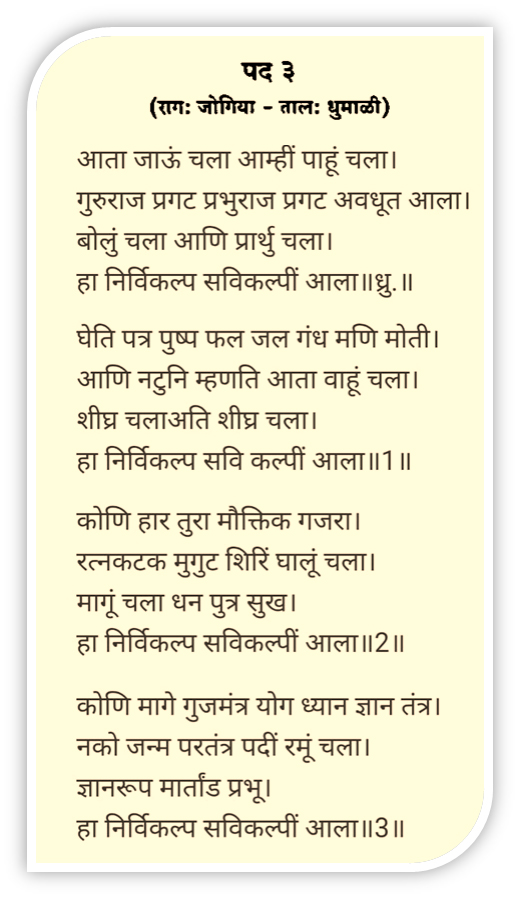 पद ३
(राग: जोगिया - ताल: धुमाळी)
आता जाऊं चला आम्हीं पाहूं चला।
गुरुराज प्रगट प्रभुराज प्रगट अवधूत आला।
बोलुं चला आणि प्रार्थु चला।
हा निर्विकल्प सविकल्पीं आला॥ध्रु.॥
घेति पत्र पुष्प फल जल गंध मणि मोती।
आणि नटुनि म्हणति आता वाहूं चला।
शीघ्र चलाअति शीघ्र चला।
हा निर्विकल्प सवि कल्पीं आला॥1॥
कोणि हार तुरा मौक्तिक गजरा।
रत्नकटक मुगुट शिरिं घालूं चला।
मागूं चला धन पुत्र सुख।
हा निर्विकल्प सविकल्पीं आला॥2॥
कोणि मागे गुजमंत्र योग ध्यान ज्ञान तंत्र।
नको जन्म परतंत्र पदीं रमूं चला।
ज्ञानरूप मार्तांड प्रभू।
हा निर्विकल्प सविकल्पीं आला॥3॥